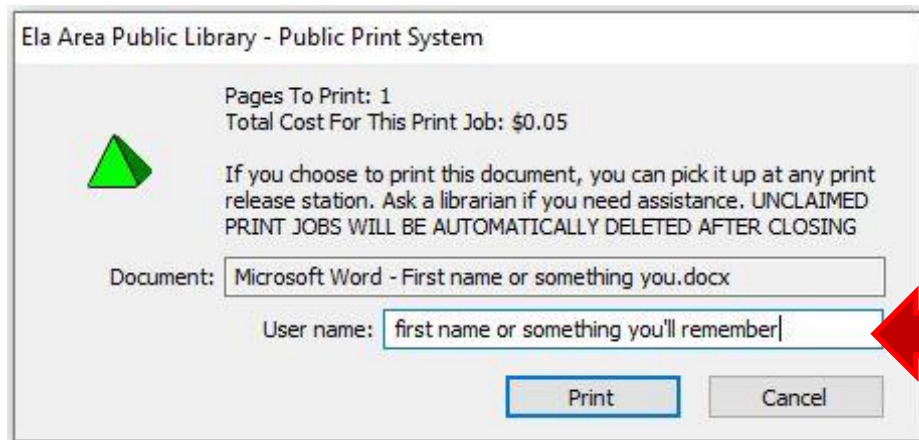 Ela Area Public Library - Public Print System
Pages To Print: 1
Total Cost For This Print Job: $0.05
If you choose to print this document, you can pick it up at any print
release station. Ask a librarian if you need assistance. UNCLAIMED
PRINT JOBS WILL BE AUTOMATICALLY DELETED AFTER CLOSING
Document: Microsoft Word - First name or something you.docx
User name: first name or something you'll remember
Print Cancel